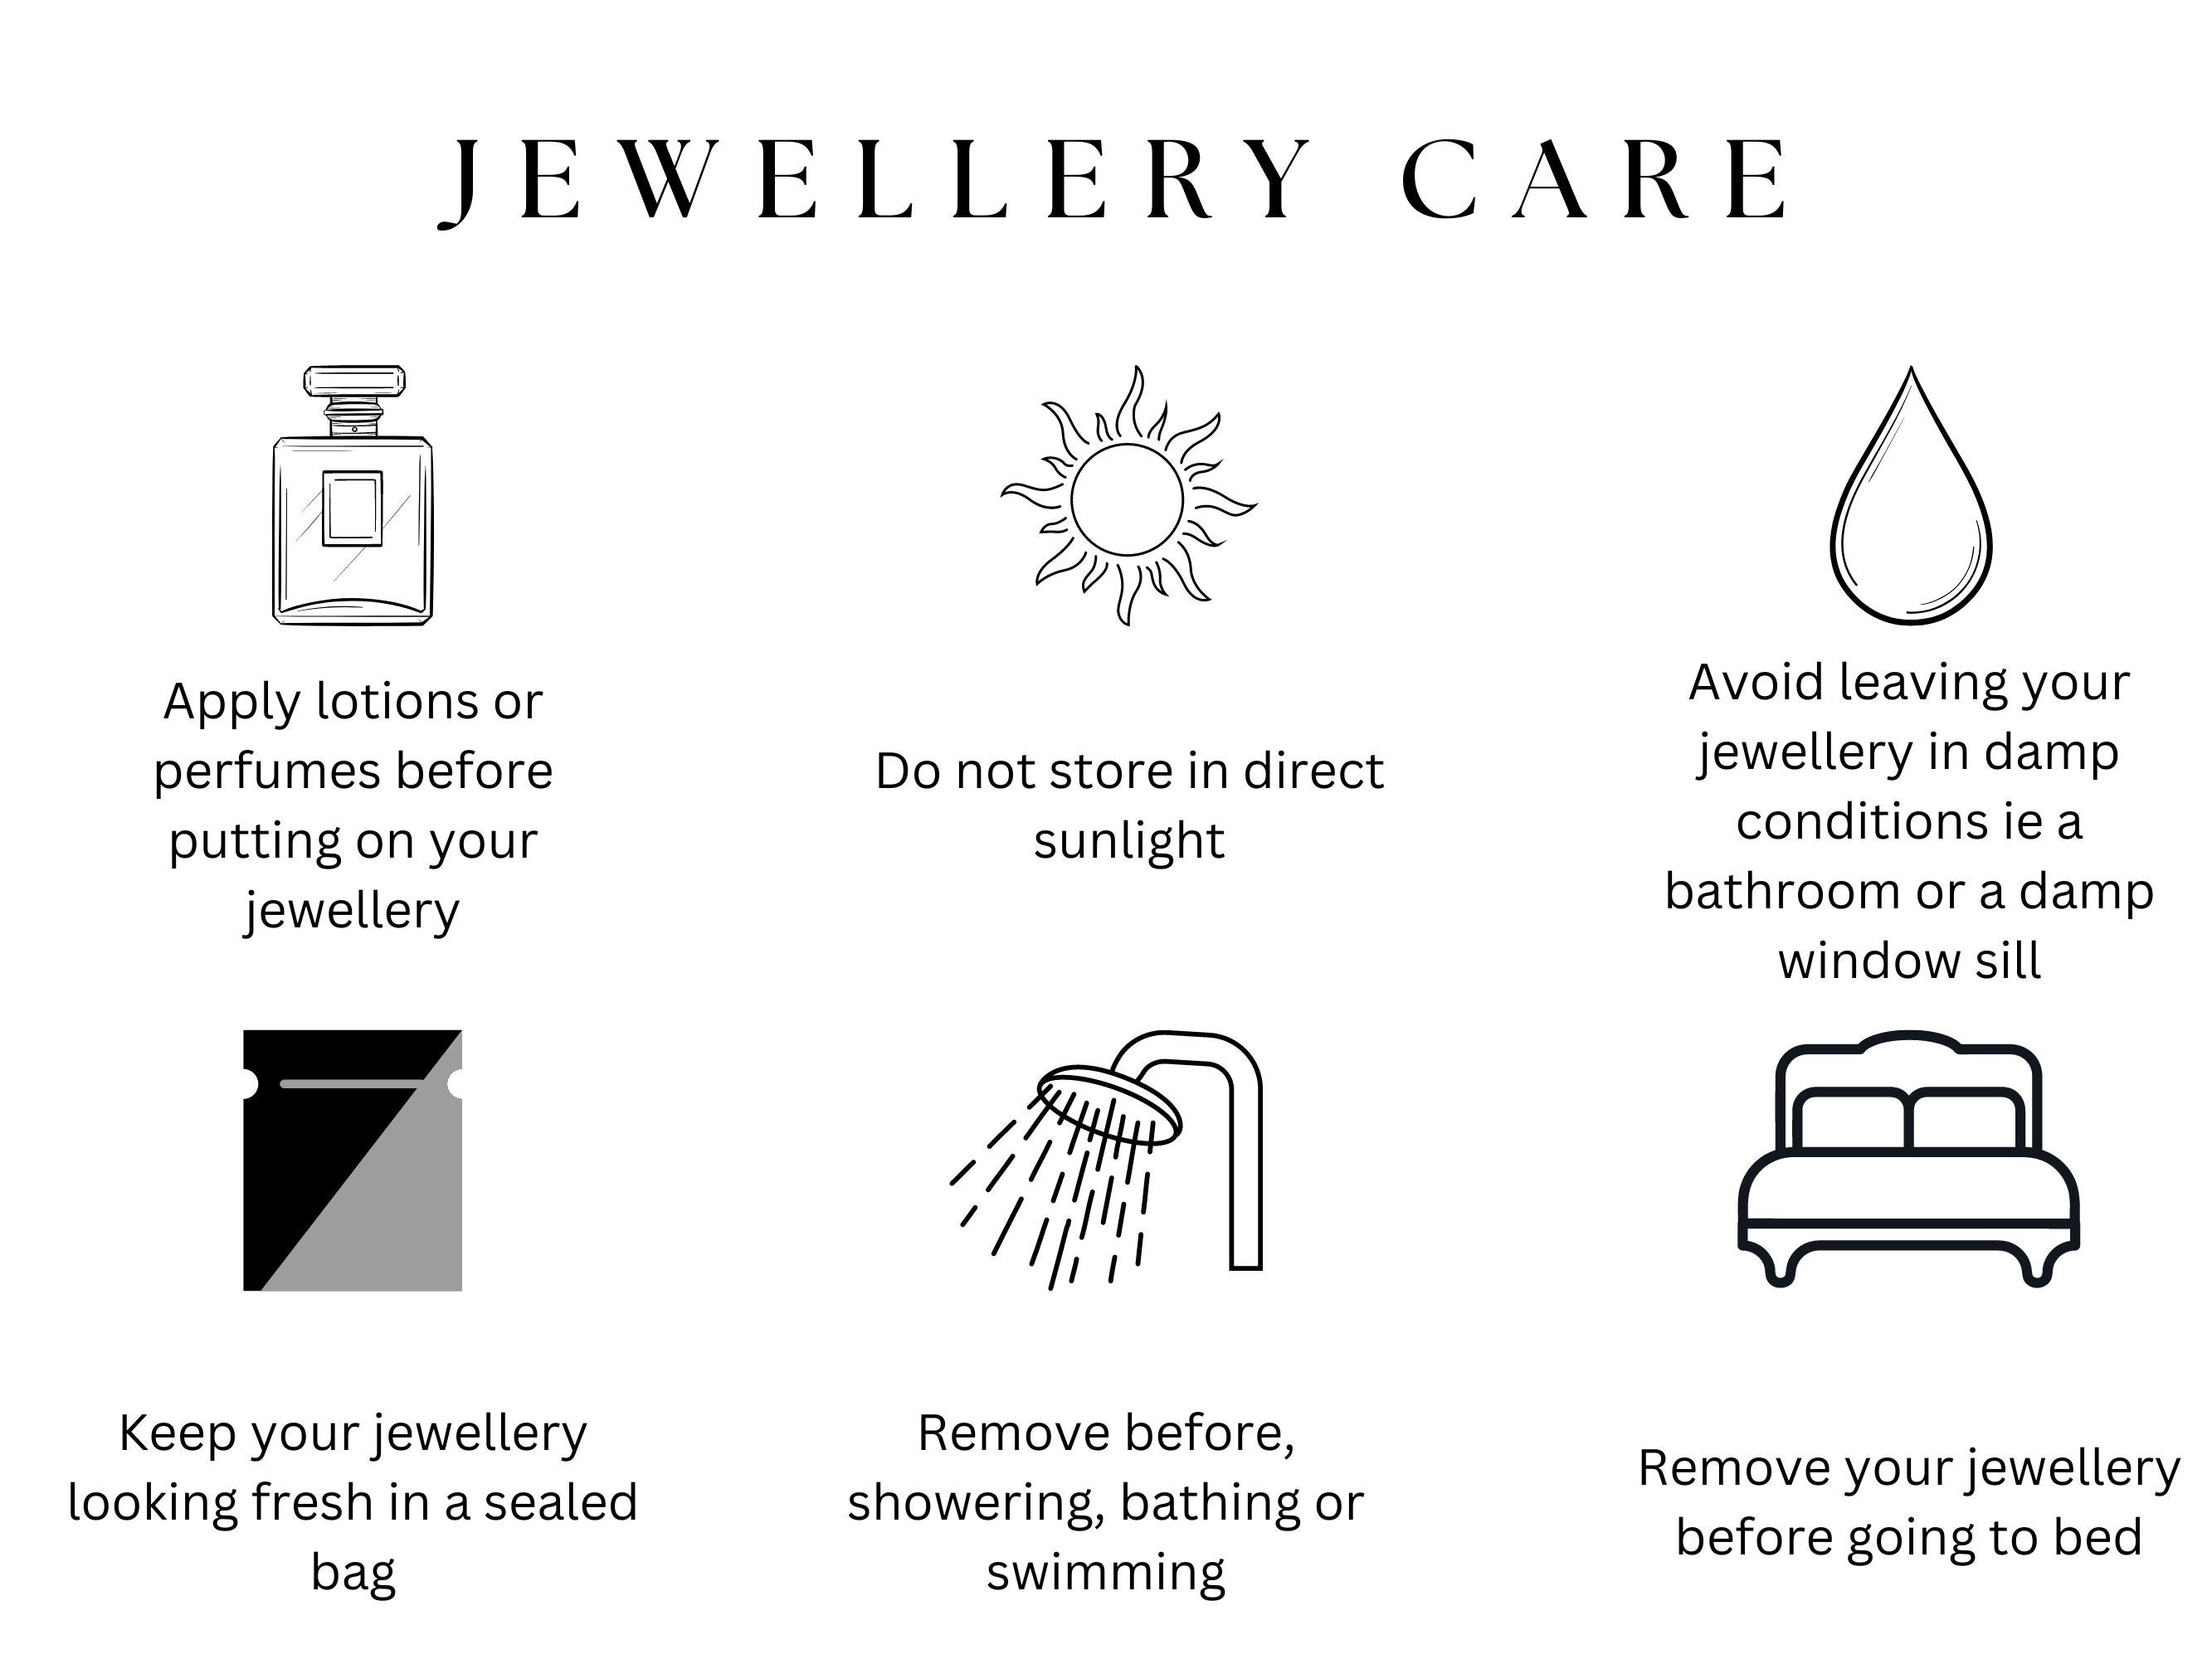 JEWELLERY CARE
Apply lotions or
perfumes before
putting on your
jewellery
Do not store in direct
sunlight
Avoid leaving your
jewellery in damp
conditions ie a
bathroom or a damp
window sill
Keep your jewellery
looking fresh in a sealed
bag
Remove before,
showering, bathing or
swimming
Remove your jewellery
before going to bed